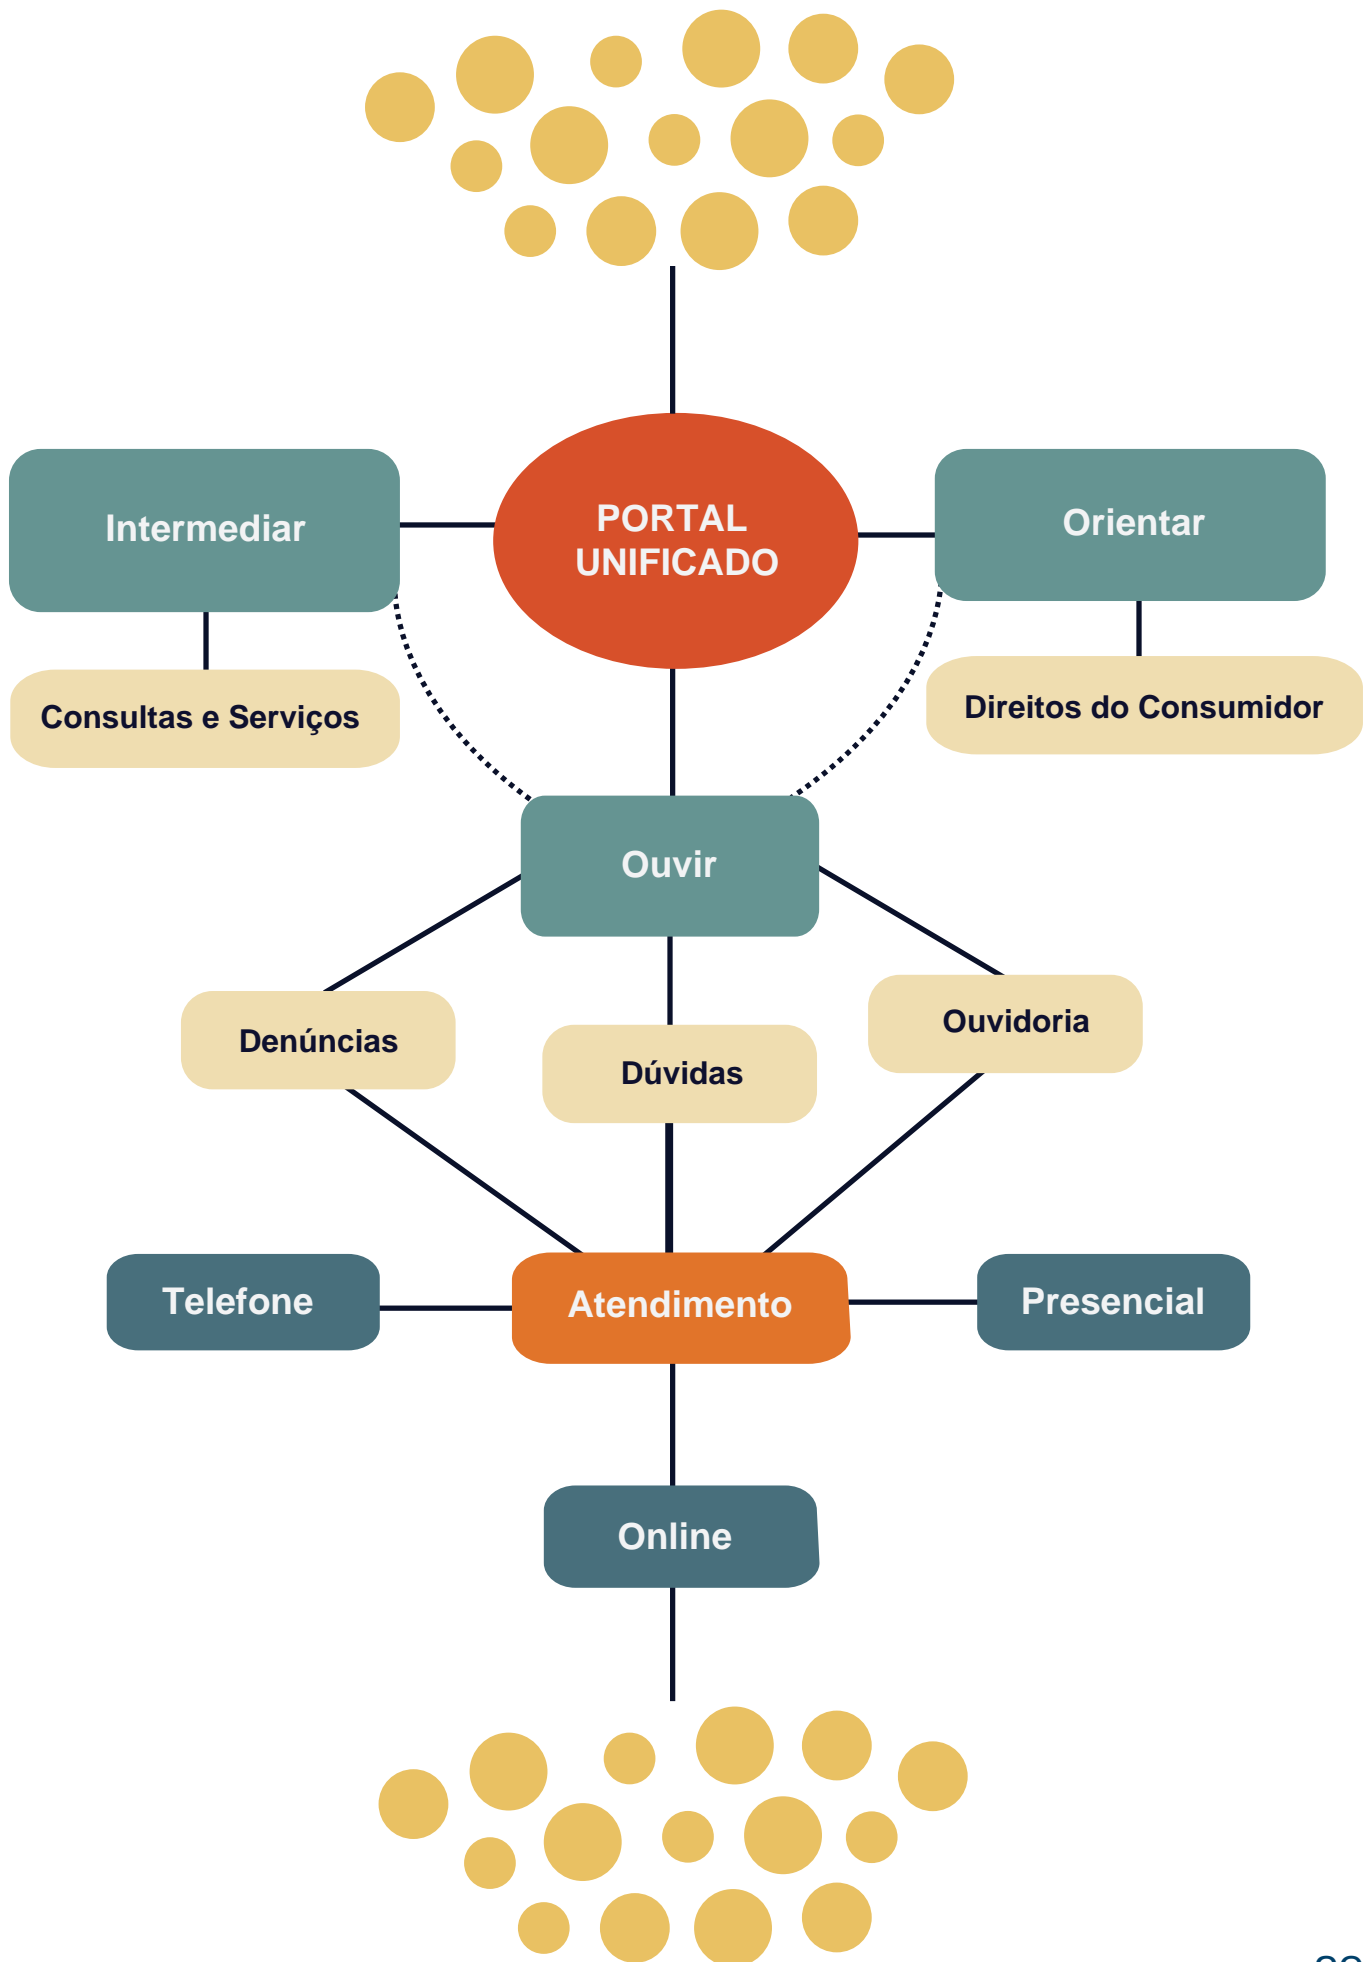 PORTAL
UNIFICADO
Intermediar
Orientar
Consultas e Serviços
Direitos do Consumidor
Ouvir
Denúncias
Dúvidas
Ouvidoria
Telefone
Atendimento
Presencial
Online